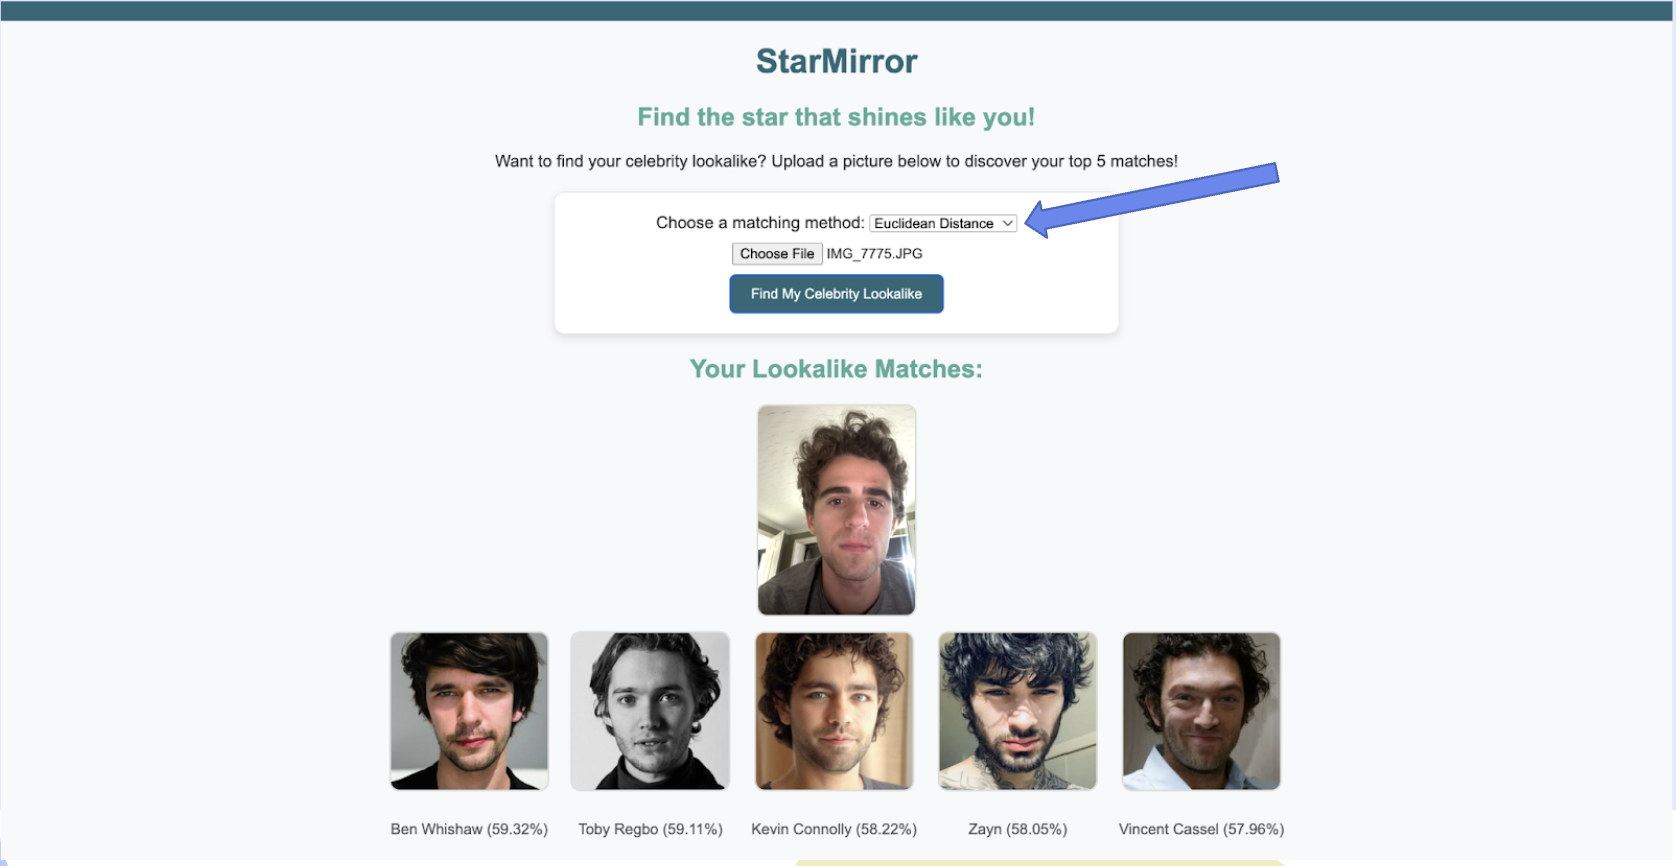 StarMirror
Find the star that shines like you!
Want to find your celebrity lookalike? Upload a picture below to discover your top 5 matches!
Choose a matching method: Euclidean Distance
Choose File IMG_7775.JPG
Find My Celebrity Lookalike
Your Lookalike Matches:
Ben Whishaw (59.32%) Toby Regbo (59.11%) Kevin Connolly (58.22%) Zayn (58.05%) Vincent Cassel (57.96%)